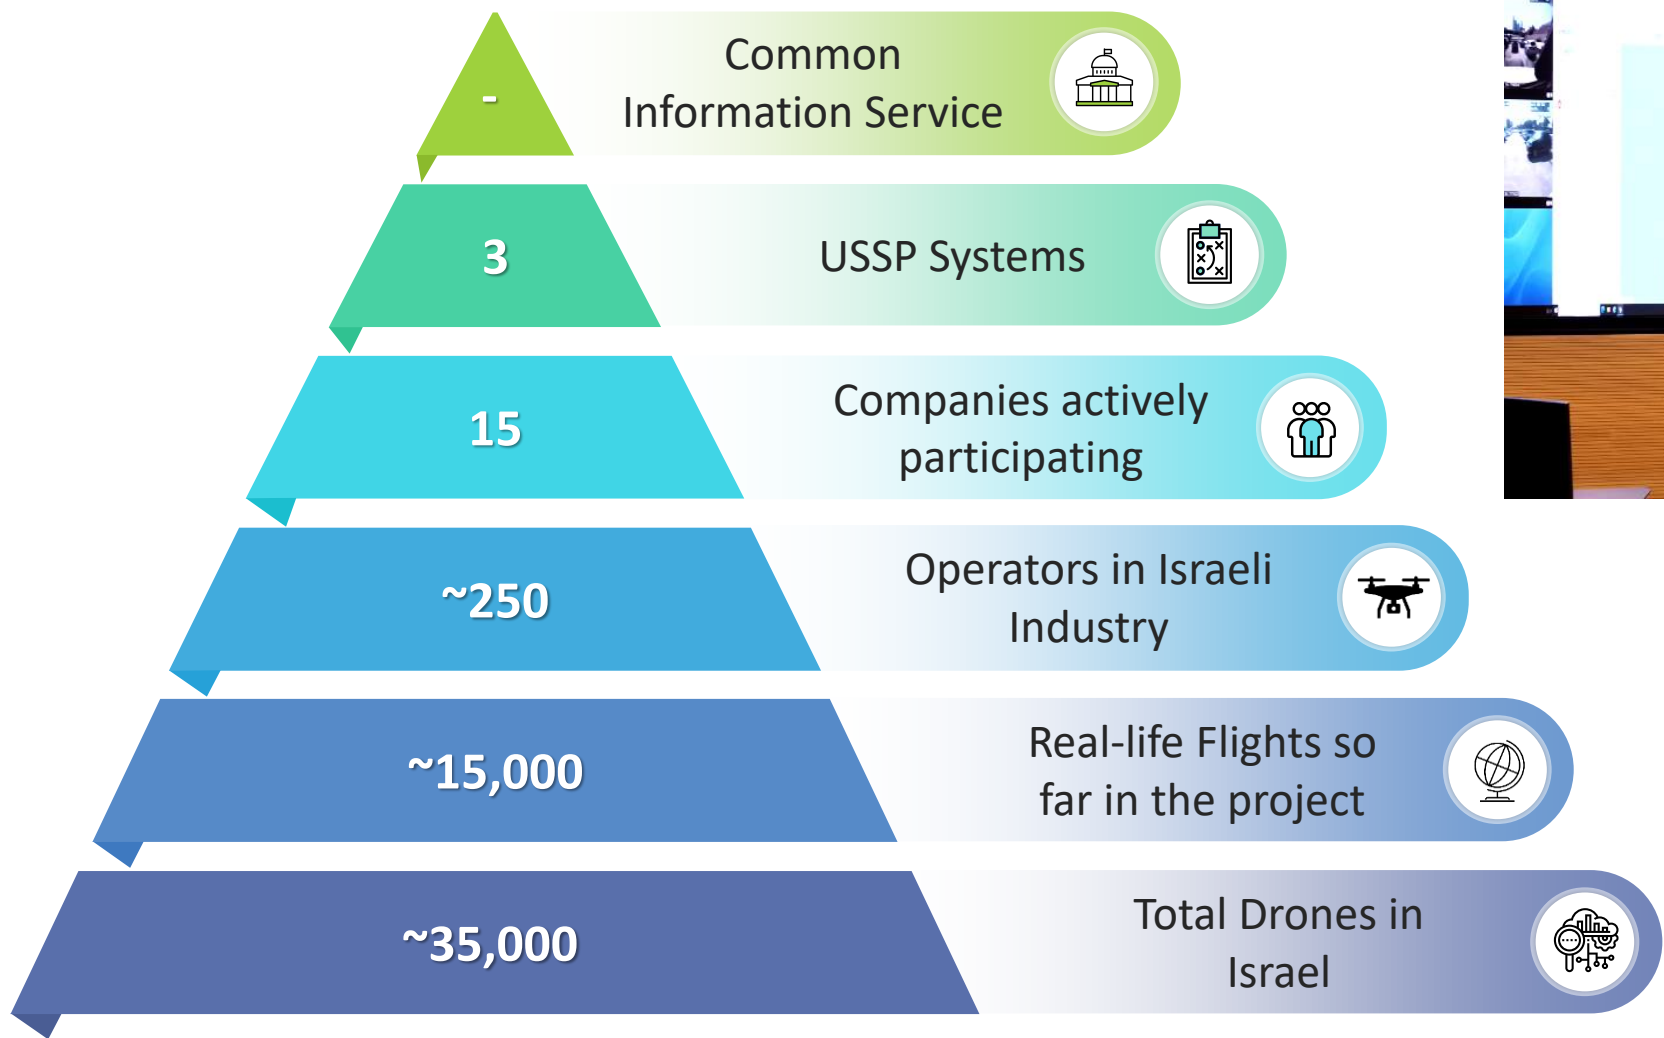 -
Common
Information Service
3
USSP Systems
15
Companies actively
participating
~250
Operators in Israeli
Industry
~15,000
Real-life Flights so
far in the project
~35,000
Total Drones in
Israel